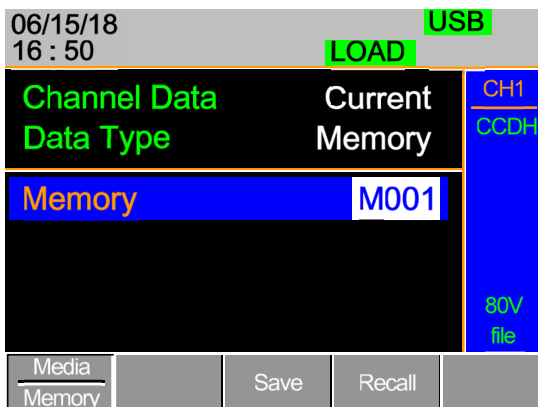 06/15/18 USB
16 : 50 LOAD
Channel Data Current
Data Type Memory
Memory M001
CH1
CCDH
80V
file
Media
Memory
Save
Recall